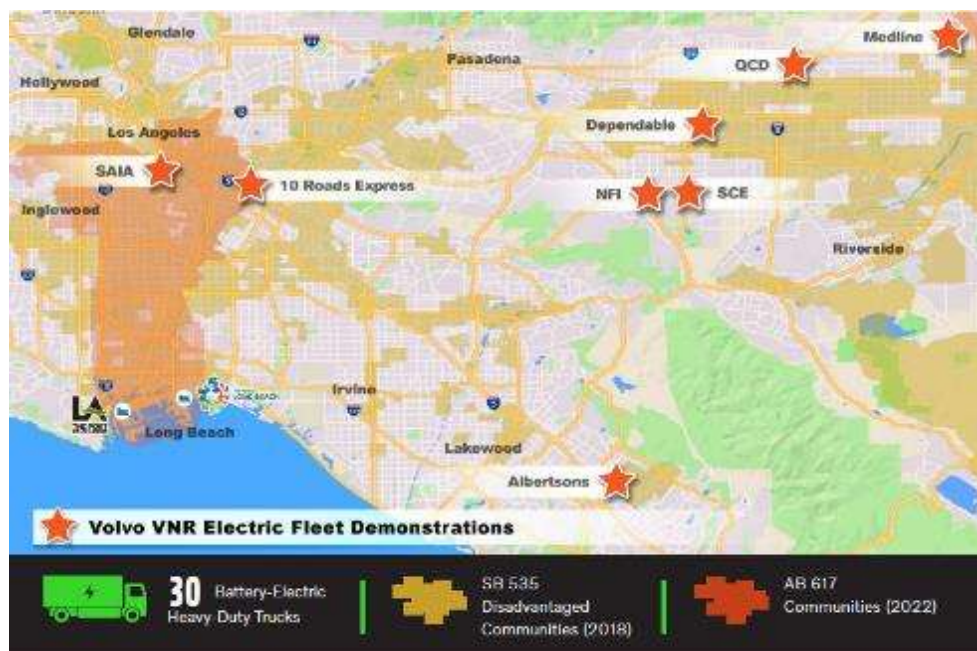 Glendale
Medline
Pasadena
QCD
Hollywood
Los Angeles
Dependable
SAIA
10 Roads Express
NFI
SCE
Inglewood
Riverside
Irvine
LA
Long Beach
Lakewood
Albertsons
Volvo VNR Electric Fleet Demonstrations
30 Battery-Electric
Heavy Duty Trucks
SB 535
Disadvantaged
Communities (2018)
AB 617
Communities (2022)